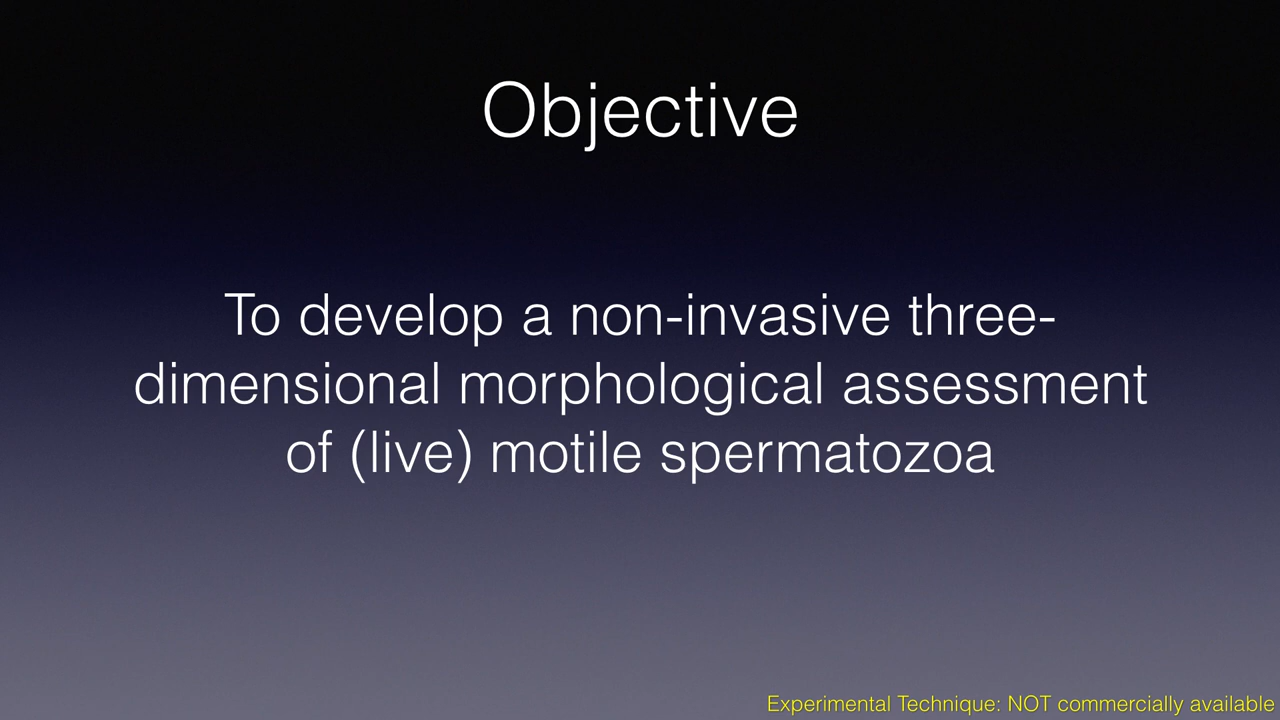 Objective
To develop a non-invasive three-
dimensional morphological assessment
of (live) motile spermatozoa
Experimental Technique: NOT commercially available